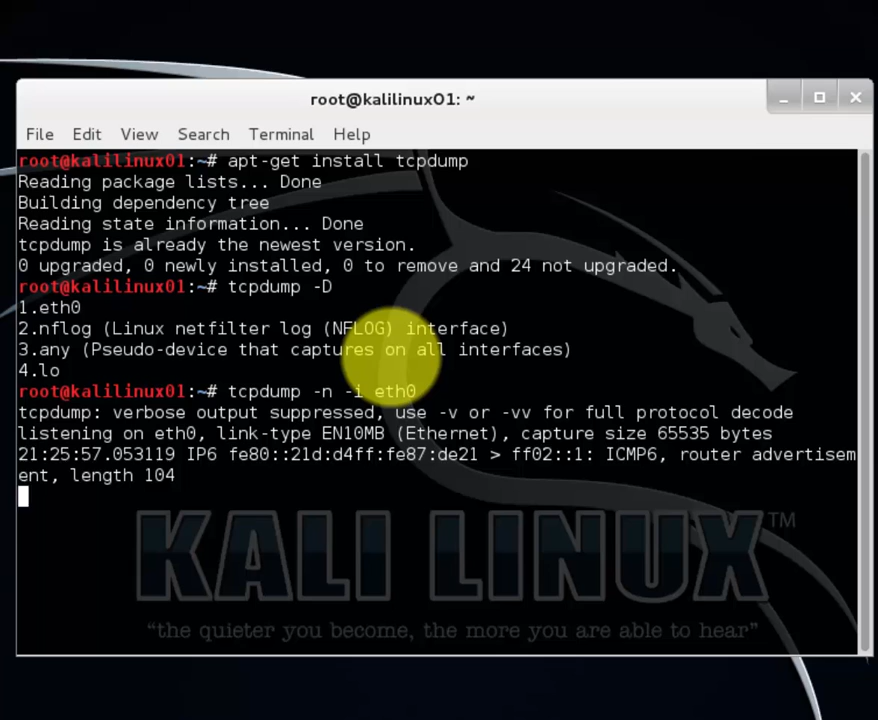 root@kalilinux01: ~
File Edit View Search Terminal Help
root@kalilinux01:~# apt-get install tcpdump
Reading package lists... Done
Building dependency tree
Reading state information... Done
tcpdump is already the newest version.
0 upgraded, 0 newly installed, 0 to remove and 24 not upgraded.
root@kalilinux01:~# tcpdump -D
1.eth0
2.nflog (Linux netfilter log (NFLOG) interface)
3.any (Pseudo-device that captures on all interfaces)
4.lo
root@kalilinux01:~# tcpdump -n -i eth0
tcpdump: verbose output suppressed, use -v or -vv for full protocol decode
listening on eth0, link-type EN10MB (Ethernet), capture size 65535 bytes
21:25:57.053119 IP6 fe80::21d:d4ff:fe87:de21 > ff02::1: ICMP6, router advertisem
ent, length 104
KALI LINUX™
“the quieter you become, the more you are able to hear”